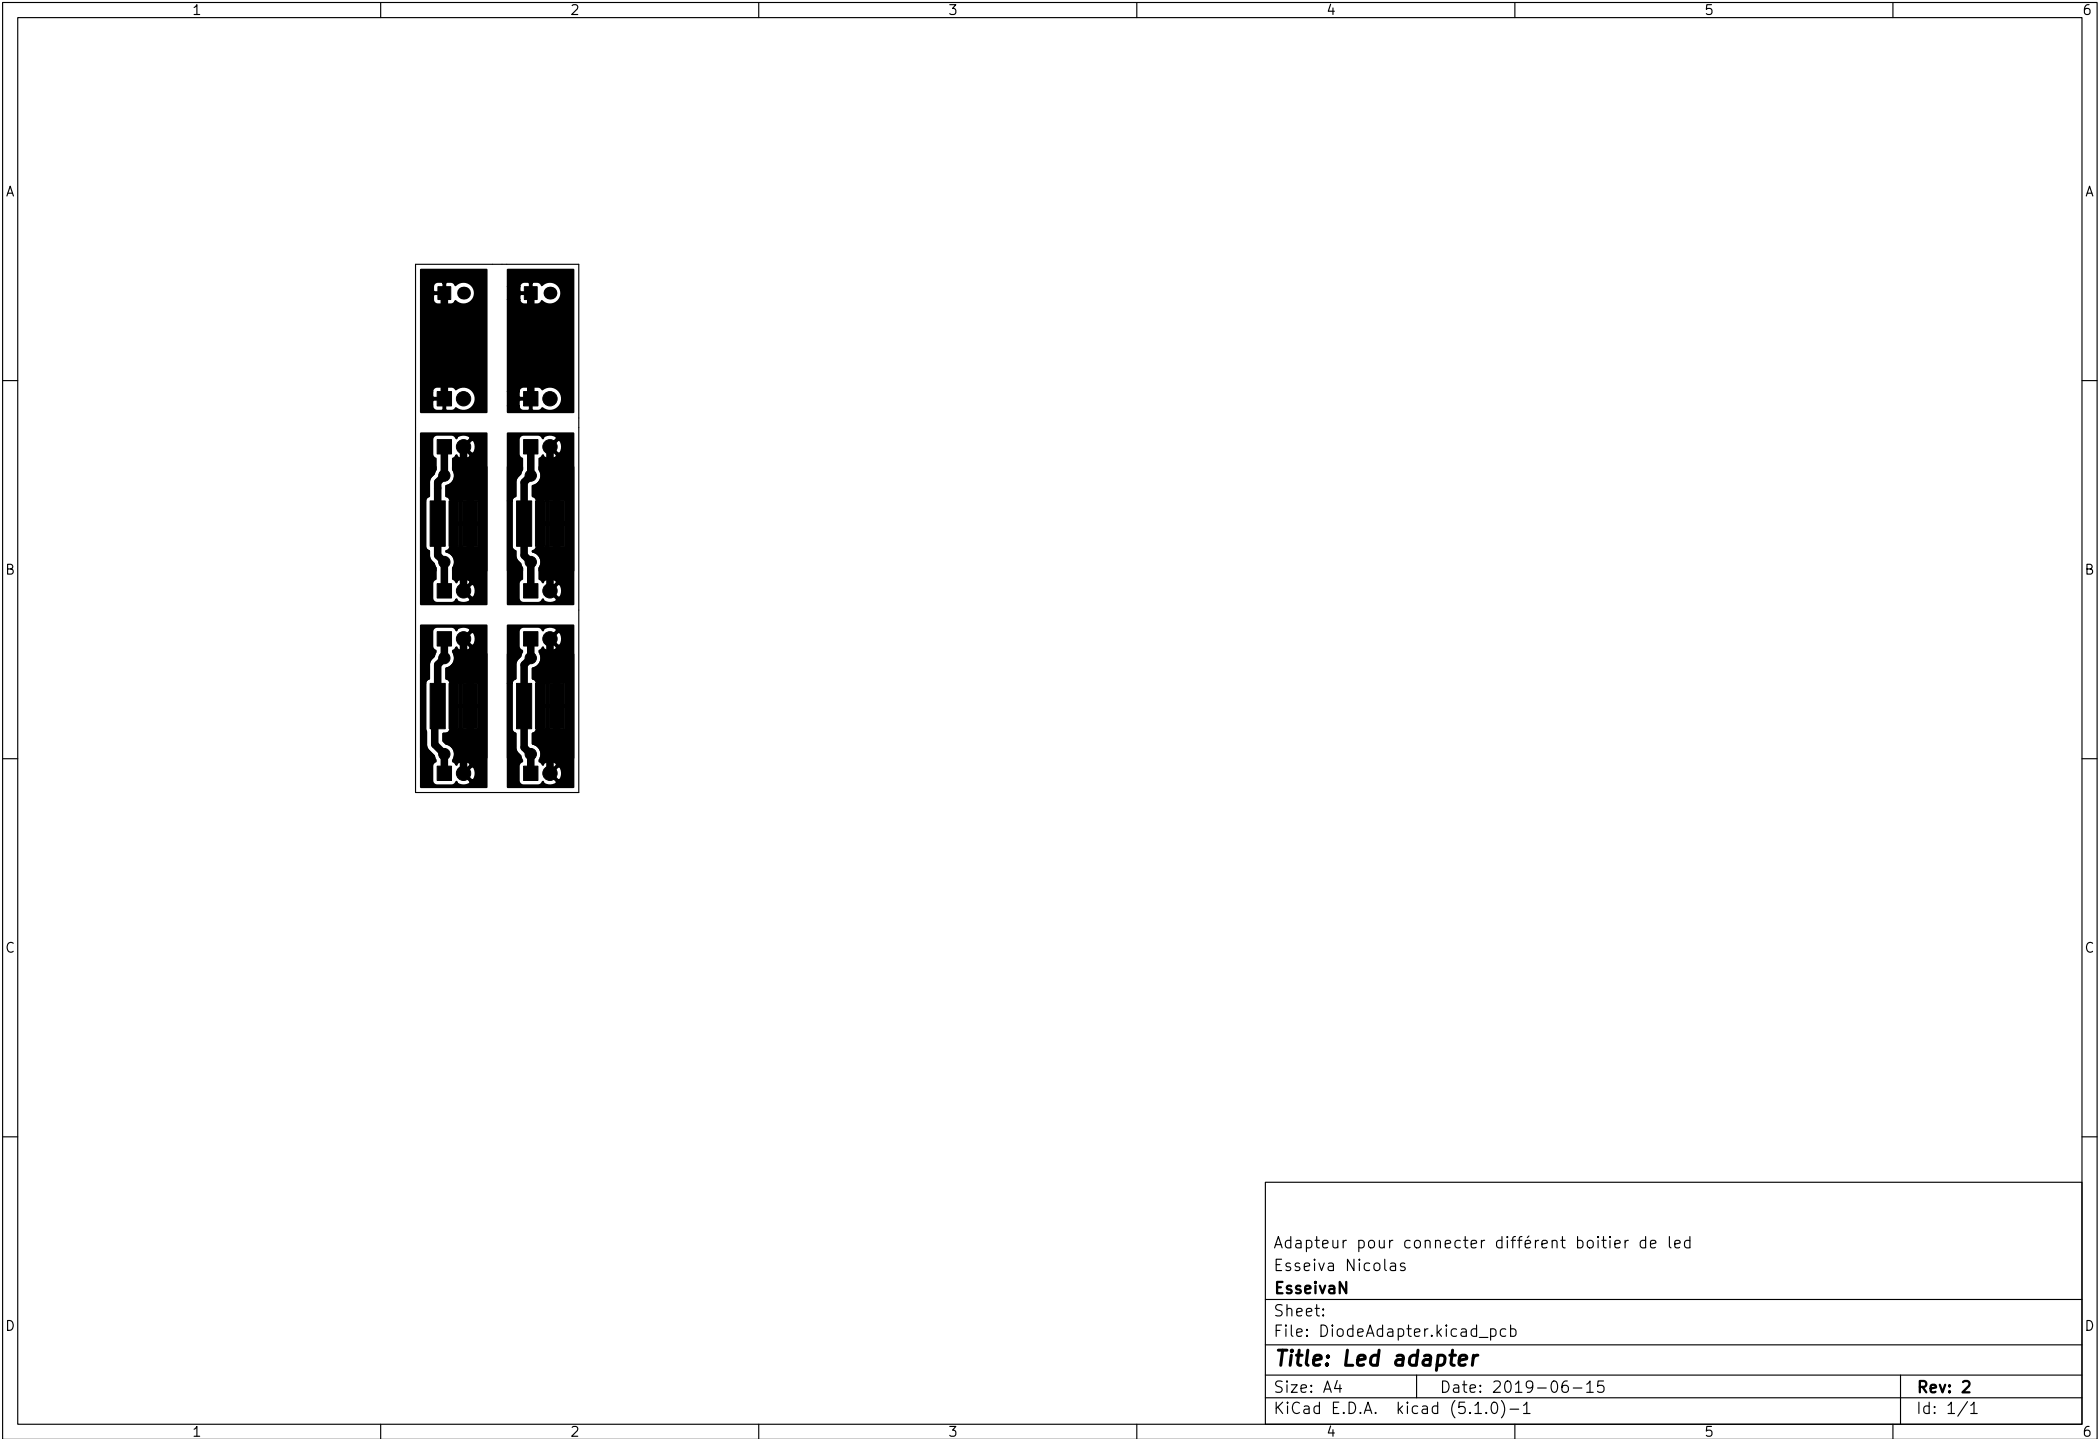 1 2 3 4 5 6
A A
B B
C C
Adapteur pour connecter différent boitier de led
Esseiva Nicolas
EsseivaN
Sheet:
D D
File: DiodeAdapter.kicad_pcb
Title: Led adapter
Size: A4 Date: 2019-06-15 Rev: 2
KiCad E.D.A. kicad (5.1.0)-1 Id: 1/1
1 2 3 4 5 6